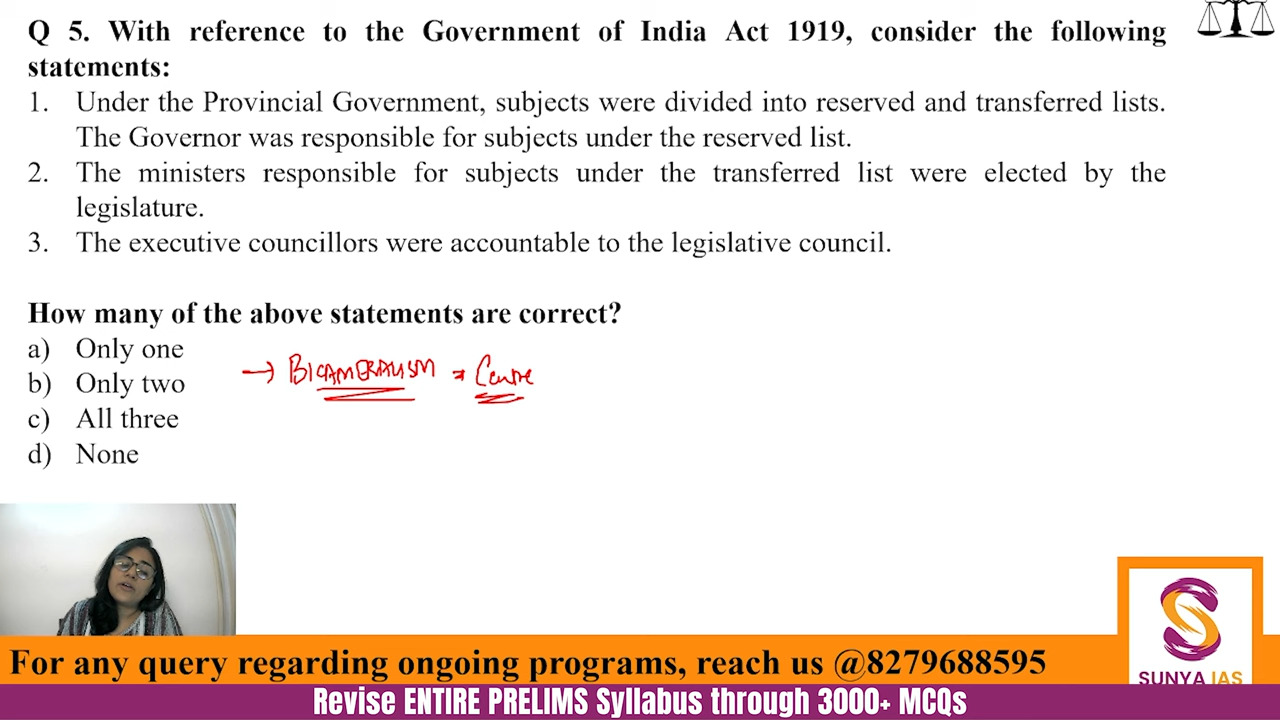 Q 5. With reference to the Government of India Act 1919, consider the following
statements:
1. Under the Provincial Government, subjects were divided into reserved and transferred lists.
The Governor was responsible for subjects under the reserved list.
2. The ministers responsible for subjects under the transferred list were elected by the
legislature.
3. The executive councillors were accountable to the legislative council.
How many of the above statements are correct?
a) Only one
b) Only two
c) All three
d) None
→ BICAMERALISM = Centre
For any query regarding ongoing programs, reach us @8279688595
SUNYA IAS
Revise ENTIRE PRELIMS Syllabus through 3000+ MCQs